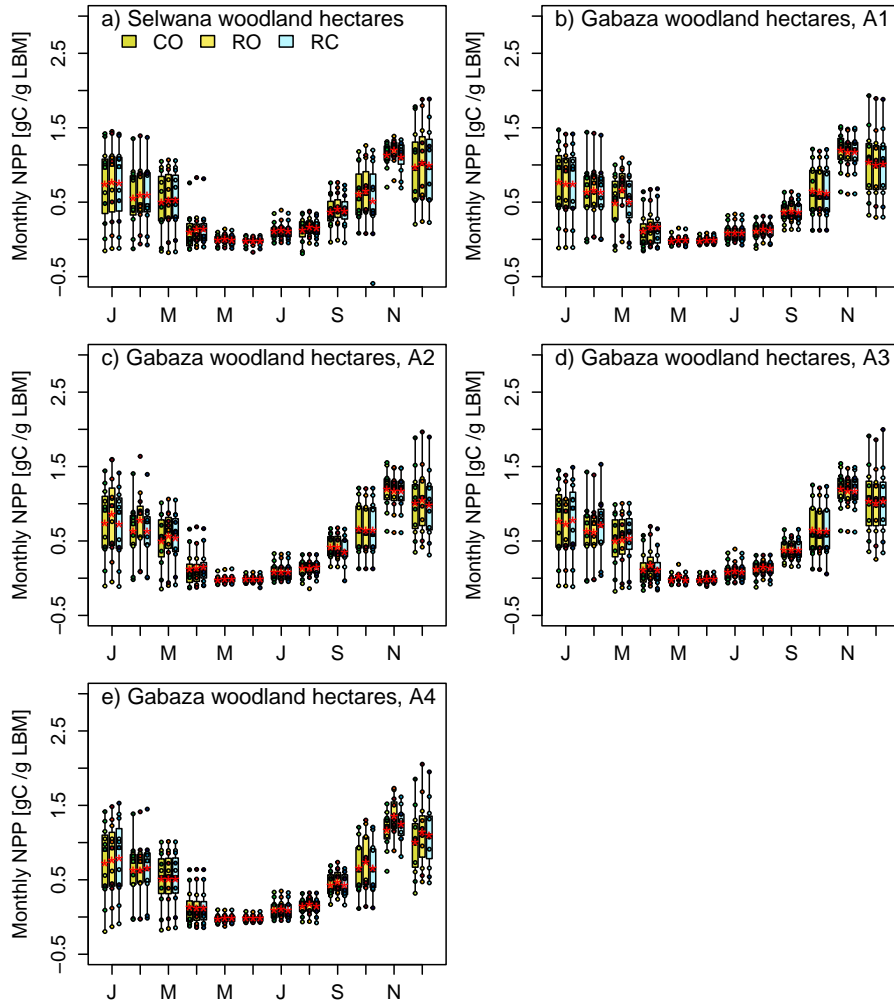 a) Selwana woodland hectares
CO RO RC
Monthly NPP [gC /g LBM]
−0.5 0.5 1.5 2.5
J M M J S N
b) Gabaza woodland hectares, A1
Monthly NPP [gC /g LBM]
−0.5 0.5 1.5 2.5
J M M J S N
c) Gabaza woodland hectares, A2
Monthly NPP [gC /g LBM]
−0.5 0.5 1.5 2.5
J M M J S N
d) Gabaza woodland hectares, A3
Monthly NPP [gC /g LBM]
−0.5 0.5 1.5 2.5
J M M J S N
e) Gabaza woodland hectares, A4
Monthly NPP [gC /g LBM]
−0.5 0.5 1.5 2.5
J M M J S N